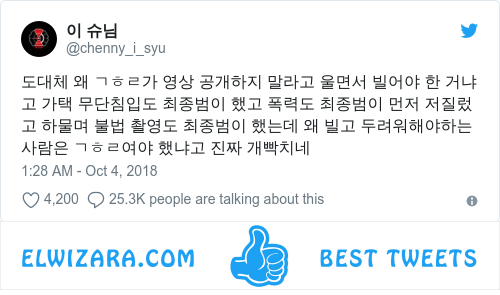 이 슈님
@chenny_i_syu
도대체 왜 ㄱㅎㄹ가 영상 공개하지 말라고 울면서 빌어야 한 거냐
고 가택 무단침입도 최종범이 했고 폭력도 최종범이 먼저 저질렀
고 하물며 불법 촬영도 최종범이 했는데 왜 빌고 두려워해야하는
사람은 ㄱㅎㄹ여야 했냐고 진짜 개빡치네
1:28 AM - Oct 4, 2018
4,200 25.3K people are talking about this
ELWIZARA.COM BEST TWEETS